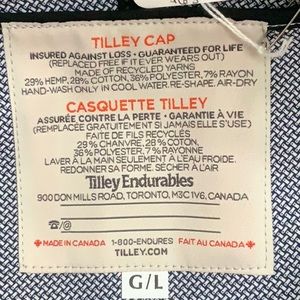 TILLEY CAP
INSURED AGAINST LOSS • GUARANTEED FOR LIFE
(REPLACED FREE IF IT EVER WEARS OUT)
MADE OF RECYCLED YARNS
29% HEMP, 28% COTTON, 36% POLYESTER, 7% RAYON
HAND-WASH ONLY IN COOL WATER. RE-SHAPE. AIR-DRY
CASQUETTE TILLEY
ASSURÉE CONTRE LA PERTE • GARANTIE À VIE
(REMPLACÉE GRATUITEMENT SI JAMAIS ELLE S'USE)
FAITE DE FILS RECYCLÉS
29% CHANVRE, 28% COTON,
36% POLYESTER, 7% RAYONNE
LAVER À LA MAIN SEULEMENT À L'EAU FROIDE.
REDONNER SA FORME. SÉCHER À L'AIR
Tilley Endurables
900 DON MILLS ROAD, TORONTO, M3C 1V6, CANADA
☎/@
MADE IN CANADA 1-800-ENDURES FAIT AU CANADA
TILLEY.COM
G/L